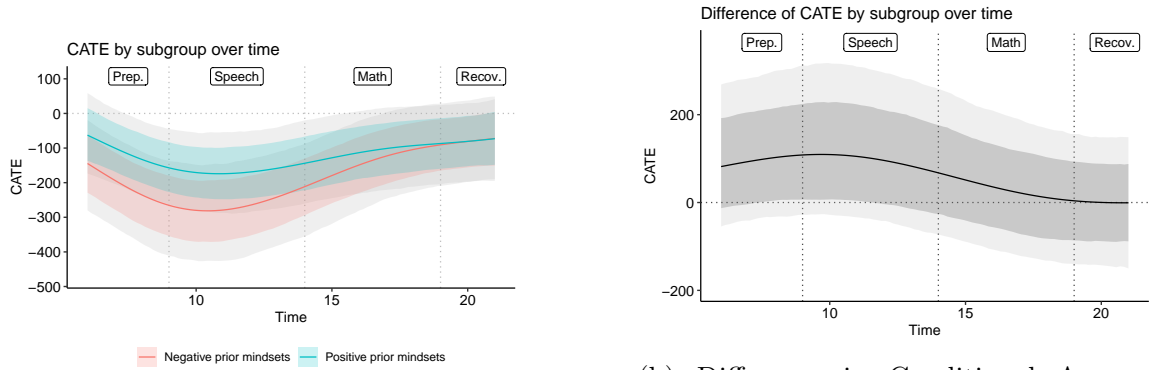 CATE by subgroup over time
Prep. Speech Math Recov.
100
0
−100
−200
−300
−400
−500
CATE
10 15 20
Time
Negative prior mindsets Positive prior mindsets
Difference of CATE by subgroup over time
Prep. Speech Math Recov.
200
0
−200
CATE
10 15 20
Time